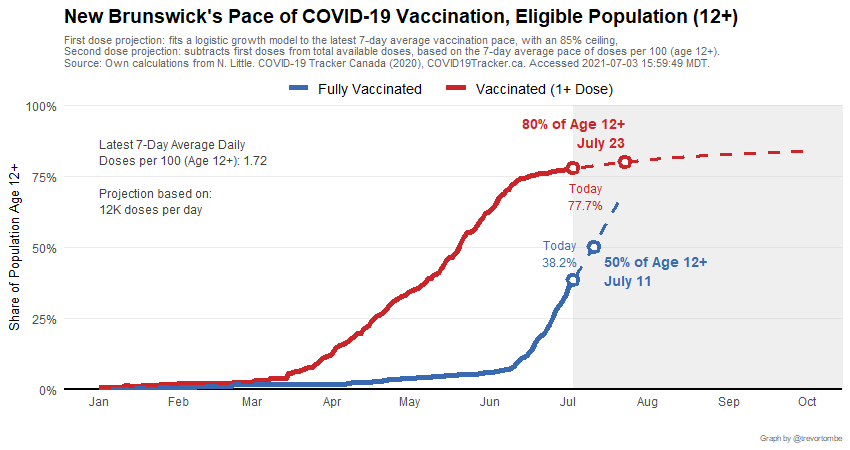 New Brunswick's Pace of COVID-19 Vaccination, Eligible Population (12+)
First dose projection: fits a logistic growth model to the latest 7-day average vaccination pace, with an 85% ceiling,
Second dose projection: subtracts first doses from total available doses, based on the 7-day average pace of doses per 100 (age 12+).
Source: Own calculations from N. Little. COVID-19 Tracker Canada (2020), COVID19Tracker.ca. Accessed 2021-07-03 15:59:49 MDT.
Fully Vaccinated
Vaccinated (1+ Dose)
100%
75%
50%
25%
0%
Share of Population Age 12+
Latest 7-Day Average Daily
Doses per 100 (Age 12+): 1.72
Projection based on:
12K doses per day
80% of Age 12+
July 23
Today
77.7%
Today
38.2%
50% of Age 12+
July 11
Jan
Feb
Mar
Apr
May
Jun
Jul
Aug
Sep
Oct
Graph by @trevortombe